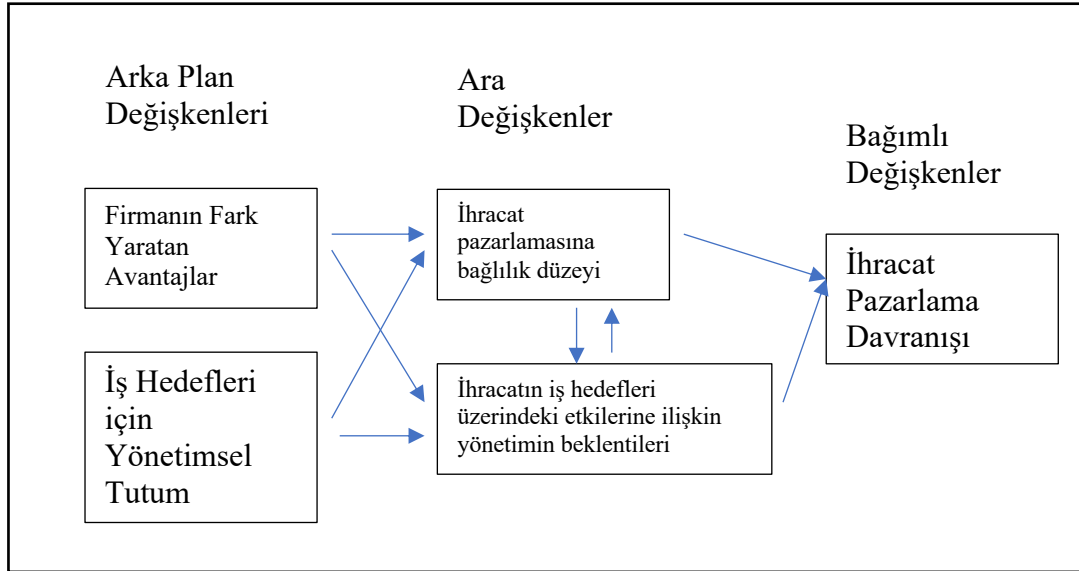 Arka Plan
Değişkenleri
Ara
Değişkenler
Bağımlı
Değişkenler
Firmanın Fark
Yaratan
Avantajlar
İhracat
pazarlamasına
bağlılık düzeyi
İhracat
Pazarlama
Davranışı
İş Hedefleri
için
Yönetimsel
Tutum
İhracatın iş hedefleri
üzerindeki etkilerine ilişkin
yönetimin beklentileri